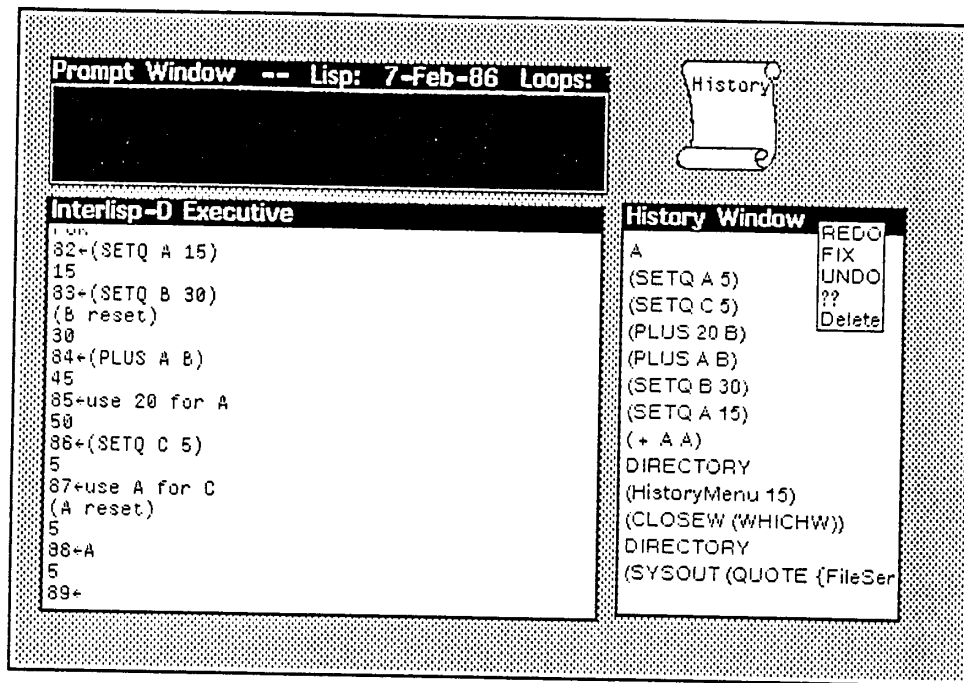 Prompt Window -- Lisp: 7-Feb-86 Loops:
History
Interlisp-D Executive
82←(SETQ A 15)
15
83←(SETQ B 30)
(B reset)
30
84←(PLUS A B)
45
85←use 20 for A
50
86←(SETQ C 5)
5
87←use A for C
(A reset)
5
88←A
5
89←
History Window
REDO
FIX
UNDO
??
Delete
A
(SETQ A 5)
(SETQ C 5)
(PLUS 20 B)
(PLUS A B)
(SETQ B 30)
(SETQ A 15)
(+ A A)
DIRECTORY
(HistoryMenu 15)
(CLOSEW (WHICHW))
DIRECTORY
(SYSOUT (QUOTE {FileSer